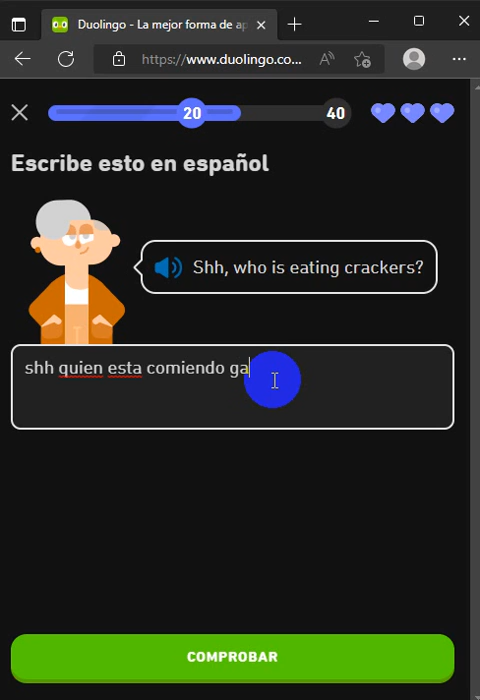 Duolingo - La mejor forma de ap
https://www.duolingo.co...
20
40
Escribe esto en español
Shh, who is eating crackers?
shh quien esta comiendo ga
COMPROBAR